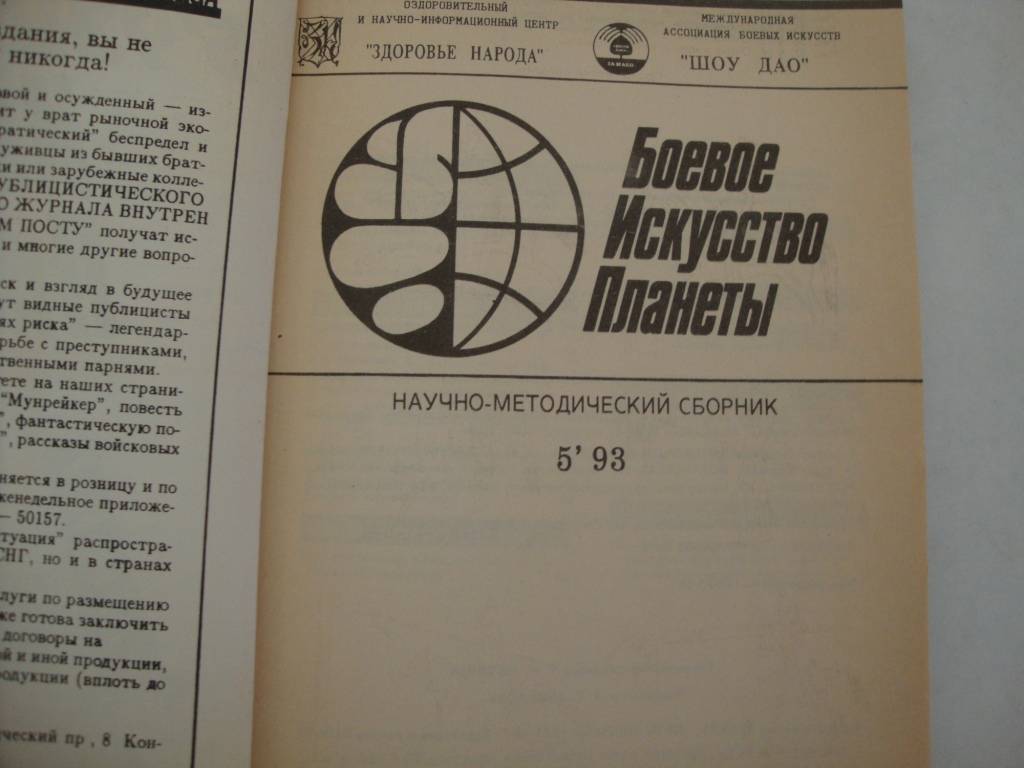 здания, вы не
никогда!
вой и осужденный — из-
ит у врат рыночной эко-
ратический" беспредел и
уживцы из бывших брат-
и или зарубежные колле-
УБЛИЦИСТИЧЕСКОГО
О ЖУРНАЛА ВНУТРЕН
М ПОСТУ" получат ис-
и многие другие вопро-
ск и взгляд в будущее
ут видные публицисты
ях риска" — легендар-
рьбе с преступниками,
ственными парнями.
ете на наших страни-
"Мунрейкер", повесть
", фантастическую по-
", рассказы войсковых
няется в розницу и по
женедельное приложе-
— 50157.
туация" распростра-
СНГ, но и в странах
луги по размещению
же готова заключить
договоры на
й и иной продукции,
родукции (вплоть до
ческий пр , 8 Кон-
ОЗДОРОВИТЕЛЬНЫЙ
И НАУЧНО-ИНФОРМАЦИОННЫЙ ЦЕНТР
"ЗДОРОВЬЕ НАРОДА"
МЕЖДУНАРОДНАЯ
АССОЦИАЦИЯ БОЕВЫХ ИСКУССТВ
"ШОУ ДАО"
Боевое
Искусство
Планеты
НАУЧНО-МЕТОДИЧЕСКИЙ СБОРНИК
5' 93